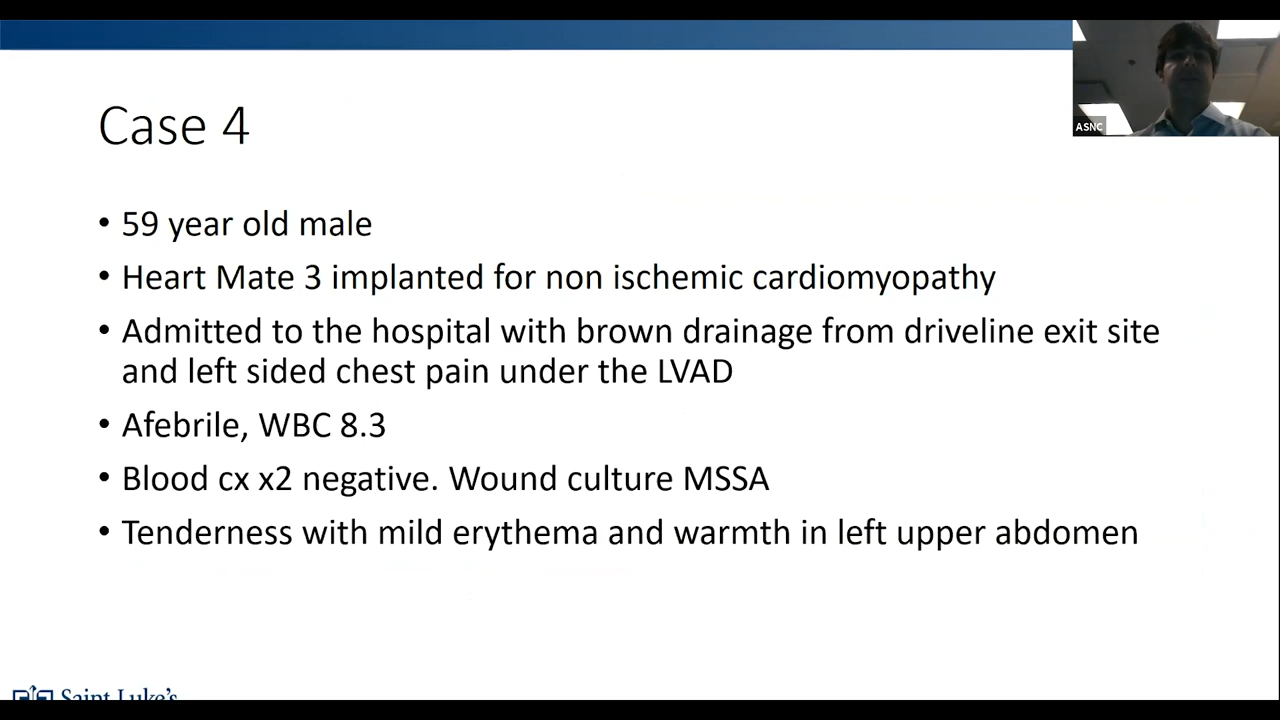 ASNC
Case 4
• 59 year old male
• Heart Mate 3 implanted for non ischemic cardiomyopathy
• Admitted to the hospital with brown drainage from driveline exit site
and left sided chest pain under the LVAD
• Afebrile, WBC 8.3
• Blood cx x2 negative. Wound culture MSSA
• Tenderness with mild erythema and warmth in left upper abdomen
Saint Luke's